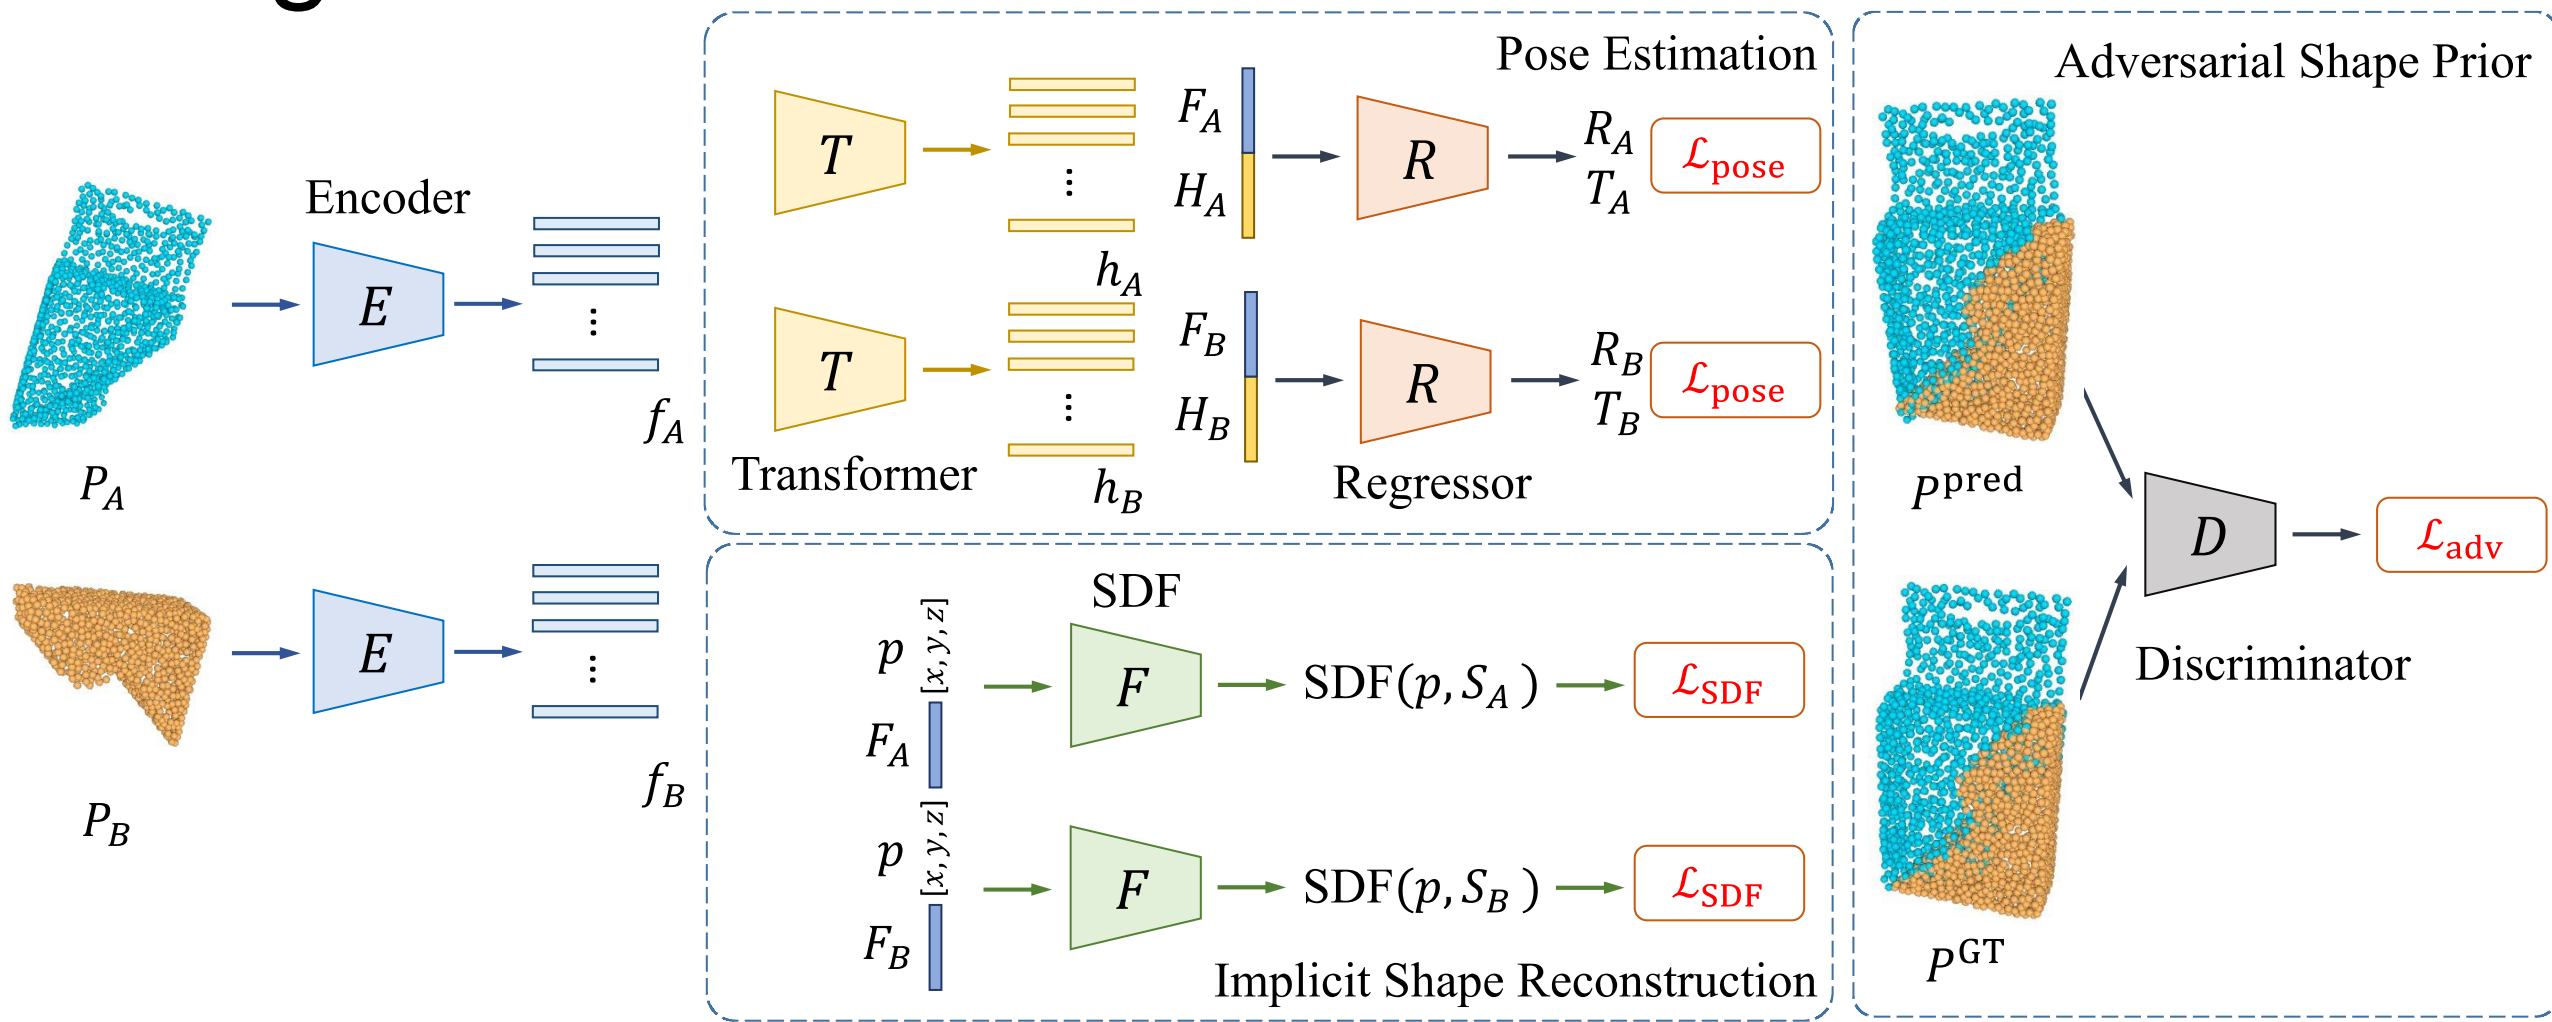 Encoder
E
f_A
P_A
E
f_B
P_B
Pose Estimation
T
h_A
F_A
H_A
R
R_A
T_A
ℒ_pose
T
Transformer
h_B
F_B
H_B
R
Regressor
R_B
T_B
ℒ_pose
SDF
p
[x, y, z]
F_A
F
SDF(p, S_A )
ℒ_SDF
p
[x, y, z]
F_B
F
SDF(p, S_B )
ℒ_SDF
Implicit Shape Reconstruction
Adversarial Shape Prior
P^pred
D
ℒ_adv
Discriminator
P^GT